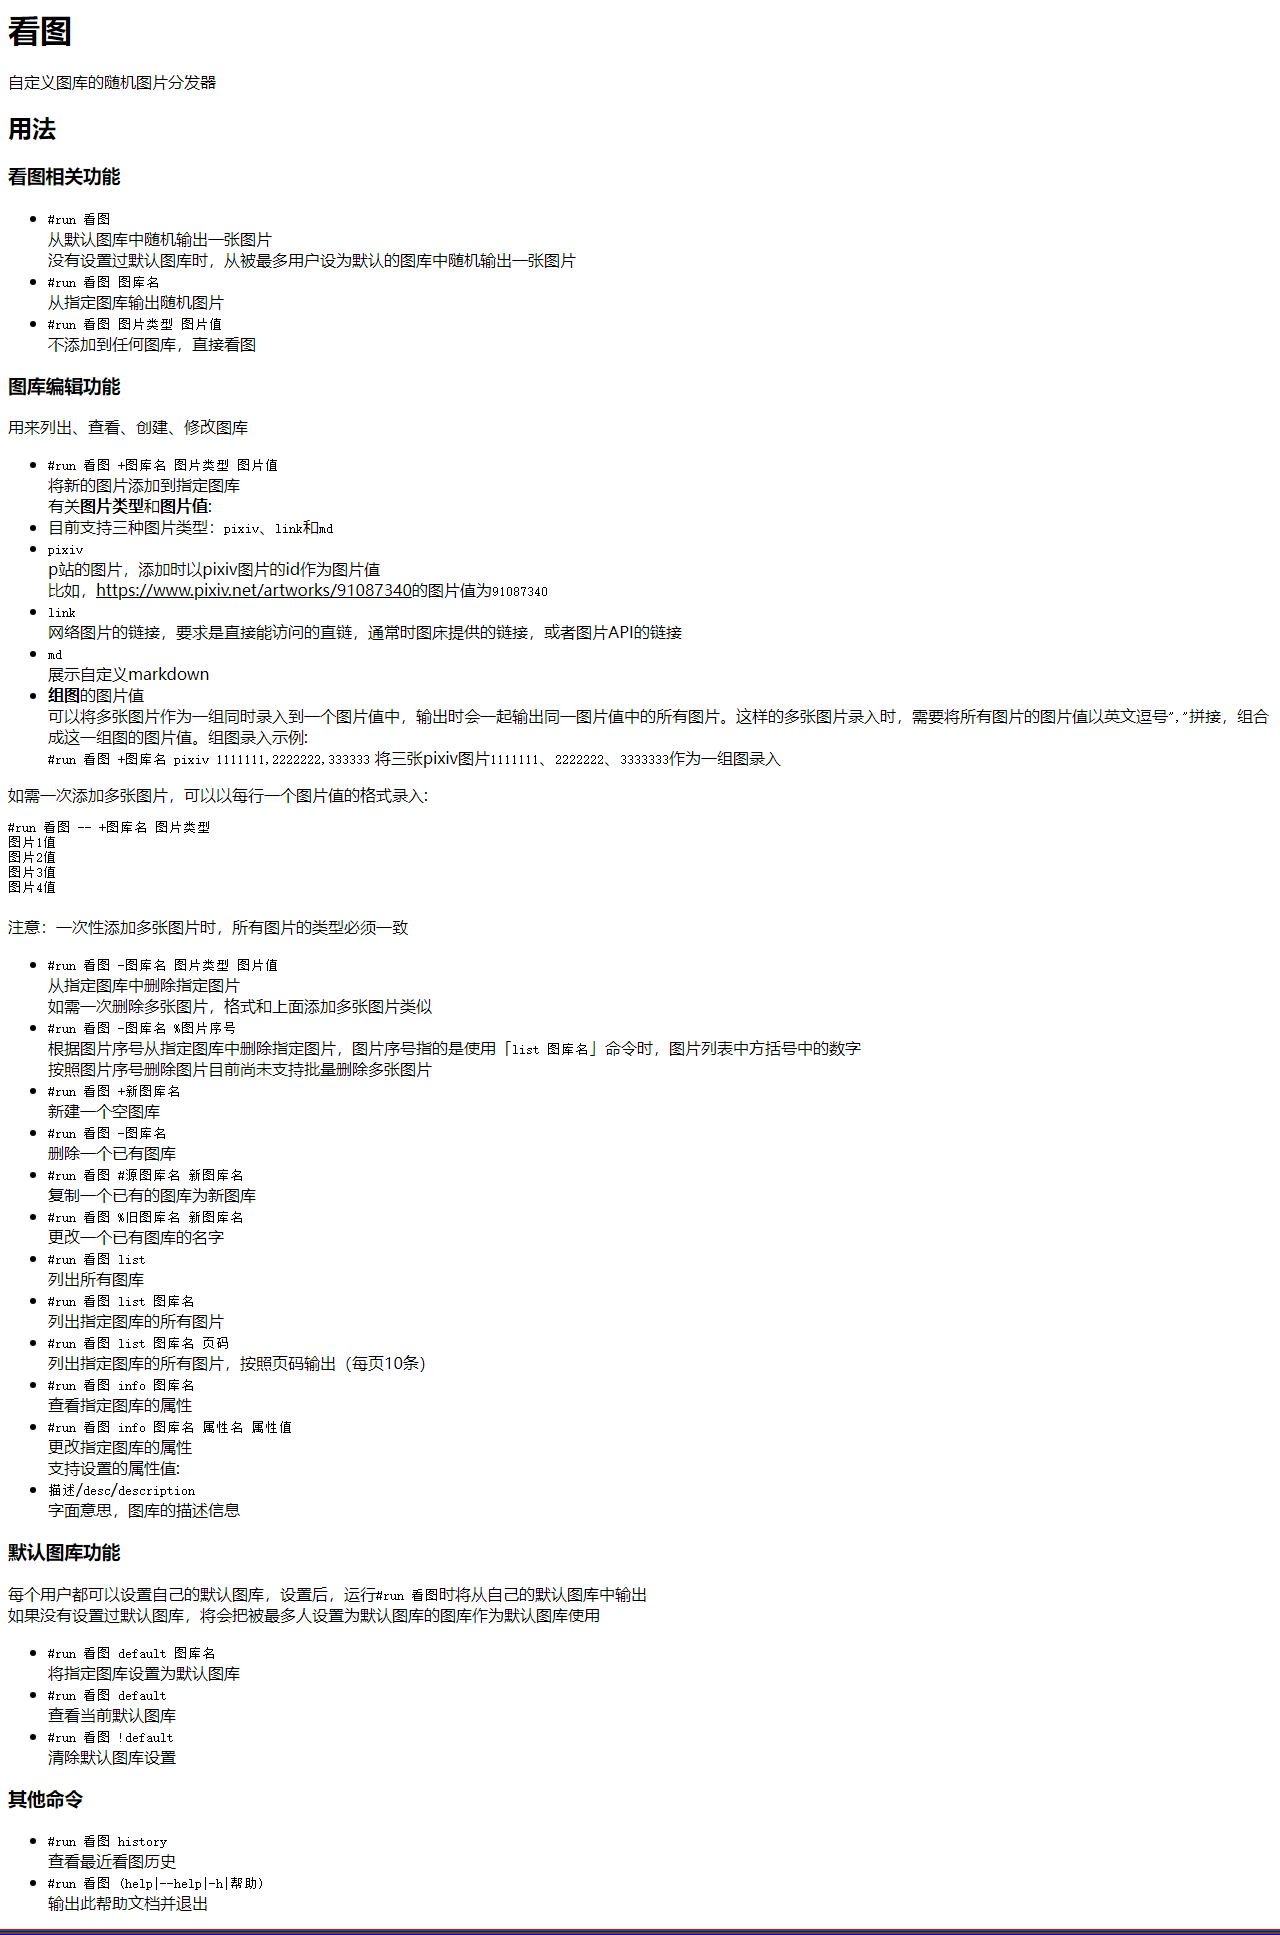 看图
自定义图库的随机图片分发器
用法
看图相关功能
#run 看图
从默认图库中随机输出一张图片
没有设置过默认图库时，从被最多用户设为默认的图库中随机输出一张图片
#run 看图 图库名
从指定图库输出随机图片
#run 看图 图片类型 图片值
不添加到任何图库，直接看图
图库编辑功能
用来列出、查看、创建、修改图库
#run 看图 +图库名 图片类型 图片值
将新的图片添加到指定图库
有关图片类型和图片值:
目前支持三种图片类型：pixiv、link和md
pixiv
p站的图片，添加时以pixiv图片的id作为图片值
比如，https://www.pixiv.net/artworks/91087340的图片值为91087340
link
网络图片的链接，要求是直接能访问的直链，通常时图床提供的链接，或者图片API的链接
md
展示自定义markdown
组图的图片值
可以将多张图片作为一组同时录入到一个图片值中，输出时会一起输出同一图片值中的所有图片。这样的多张图片录入时，需要将所有图片的图片值以英文逗号","拼接，组合
成这一组图的图片值。组图录入示例:
#run 看图 +图库名 pixiv 1111111,2222222,333333 将三张pixiv图片1111111、2222222、3333333作为一组图录入
如需一次添加多张图片，可以以每行一个图片值的格式录入:
#run 看图 -- +图库名 图片类型
图片1值
图片2值
图片3值
图片4值
注意：一次性添加多张图片时，所有图片的类型必须一致
#run 看图 -图库名 图片类型 图片值
从指定图库中删除指定图片
如需一次删除多张图片，格式和上面添加多张图片类似
#run 看图 -图库名 %图片序号
根据图片序号从指定图库中删除指定图片，图片序号指的是使用「list 图库名」命令时，图片列表中方括号中的数字
按照图片序号删除图片目前尚未支持批量删除多张图片
#run 看图 +新图库名
新建一个空图库
#run 看图 -图库名
删除一个已有图库
#run 看图 #源图库名 新图库名
复制一个已有的图库为新图库
#run 看图 %旧图库名 新图库名
更改一个已有图库的名字
#run 看图 list
列出所有图库
#run 看图 list 图库名
列出指定图库的所有图片
#run 看图 list 图库名 页码
列出指定图库的所有图片，按照页码输出（每页10条）
#run 看图 info 图库名
查看指定图库的属性
#run 看图 info 图库名 属性名 属性值
更改指定图库的属性
支持设置的属性值:
描述/desc/description
字面意思，图库的描述信息
默认图库功能
每个用户都可以设置自己的默认图库，设置后，运行#run 看图时将从自己的默认图库中输出
如果没有设置过默认图库，将会把被最多人设置为默认图库的图库作为默认图库使用
#run 看图 default 图库名
将指定图库设置为默认图库
#run 看图 default
查看当前默认图库
#run 看图 !default
清除默认图库设置
其他命令
#run 看图 history
查看最近看图历史
#run 看图 (help|--help|-h|帮助)
输出此帮助文档并退出